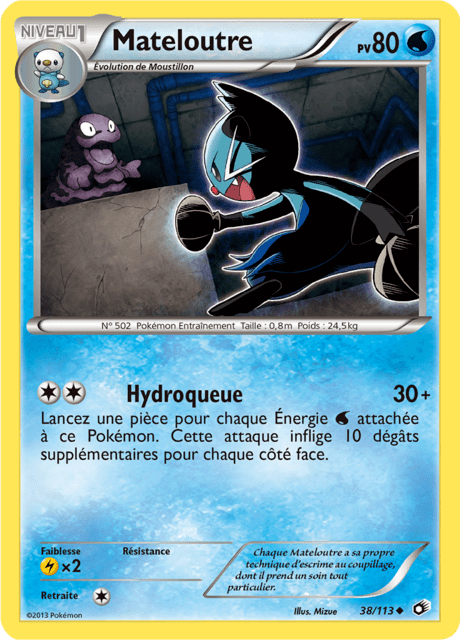 NIVEAU 1
Mateloutre
PV 80
Évolution de Moustillon
N° 502 Pokémon Entraînement Taille : 0,8m Poids : 24,5kg
Hydroqueue 30+
Lancez une pièce pour chaque Énergie attachée
à ce Pokémon. Cette attaque inflige 10 dégâts
supplémentaires pour chaque côté face.
Faiblesse
Résistance
×2
Retraite
Chaque Mateloutre a sa propre
technique d'escrime au coupillage,
dont il prend un soin tout
particulier.
Illus. Mizue
38/113
©2013 Pokémon